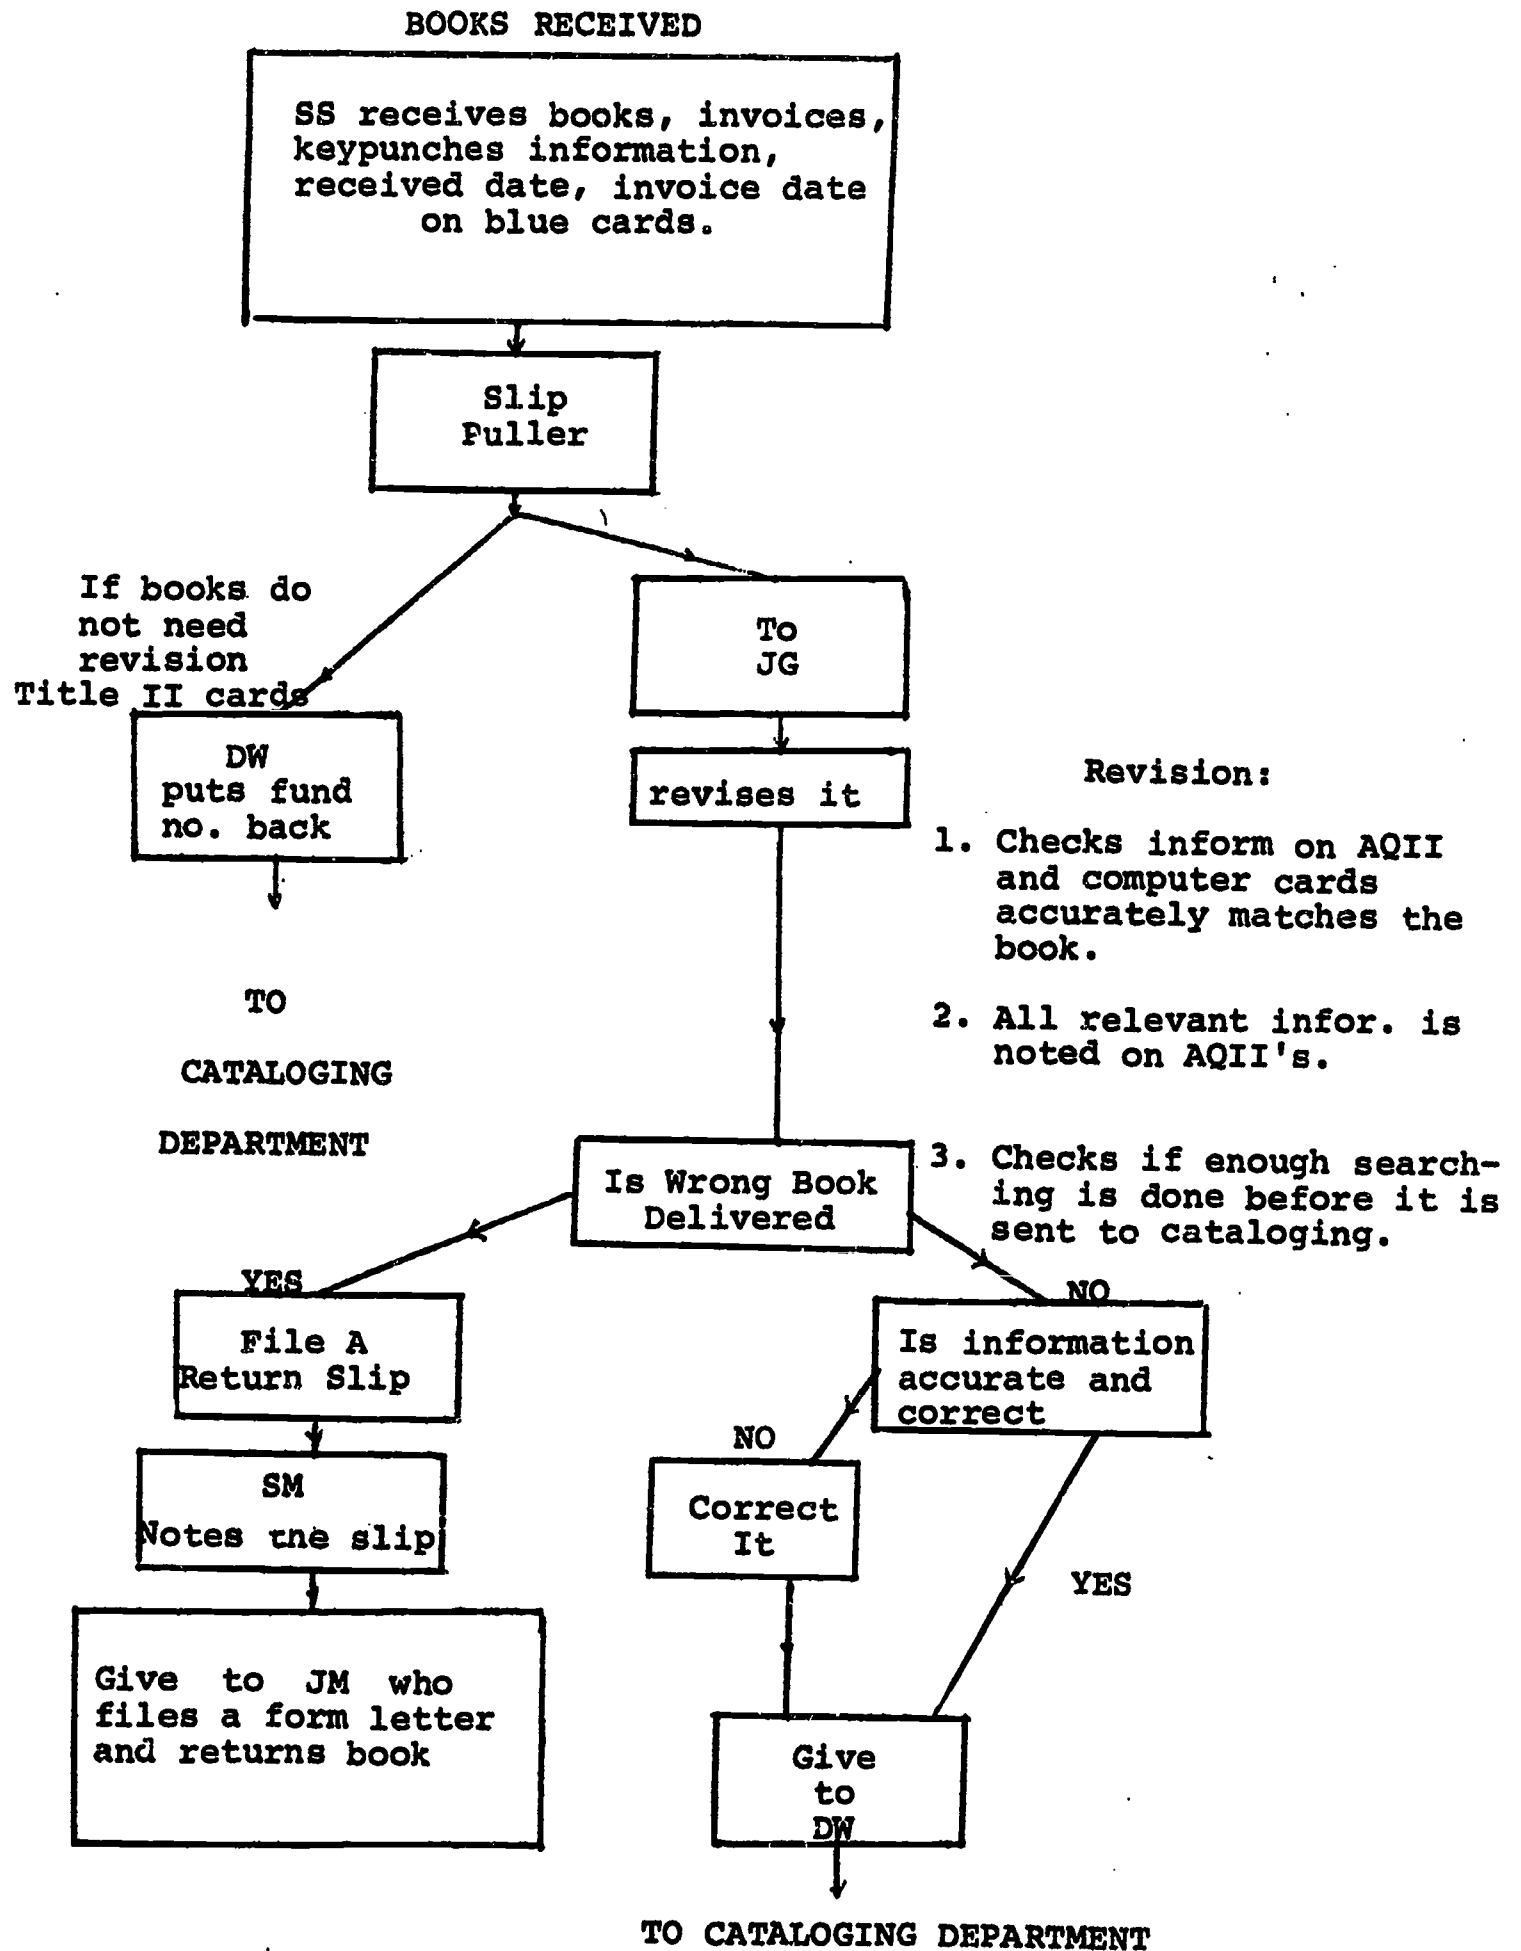 BOOKS RECEIVED
SS receives books, invoices,
keypunches information,
received date, invoice date
on blue cards.
Slip
Puller
If books do
not need
revision
Title II cards
To
JG
DW
puts fund
no. back
revises it
Revision:
1. Checks inform on AQII
and computer cards
accurately matches the
book.
2. All relevant infor. is
noted on AQII's.
3. Checks if enough search-
ing is done before it is
sent to cataloging.
TO
CATALOGING
DEPARTMENT
Is Wrong Book
Delivered
YES
NO
File A
Return Slip
Is information
accurate and
correct
NO
SM
Notes the slip
Correct
It
YES
Give to JM who
files a form letter
and returns book
Give
to
DW
TO CATALOGING DEPARTMENT